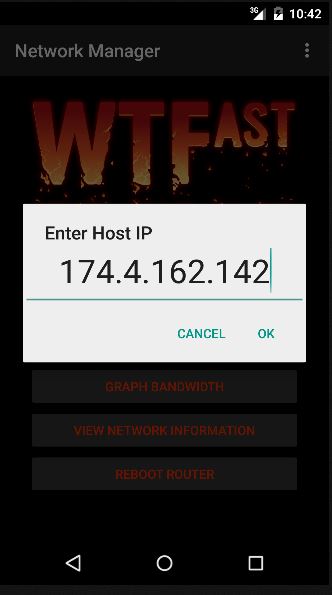 3G 10:42
Network Manager
WTFAST
Enter Host IP
174.4.162.142
CANCEL OK
GRAPH BANDWIDTH
VIEW NETWORK INFORMATION
REBOOT ROUTER